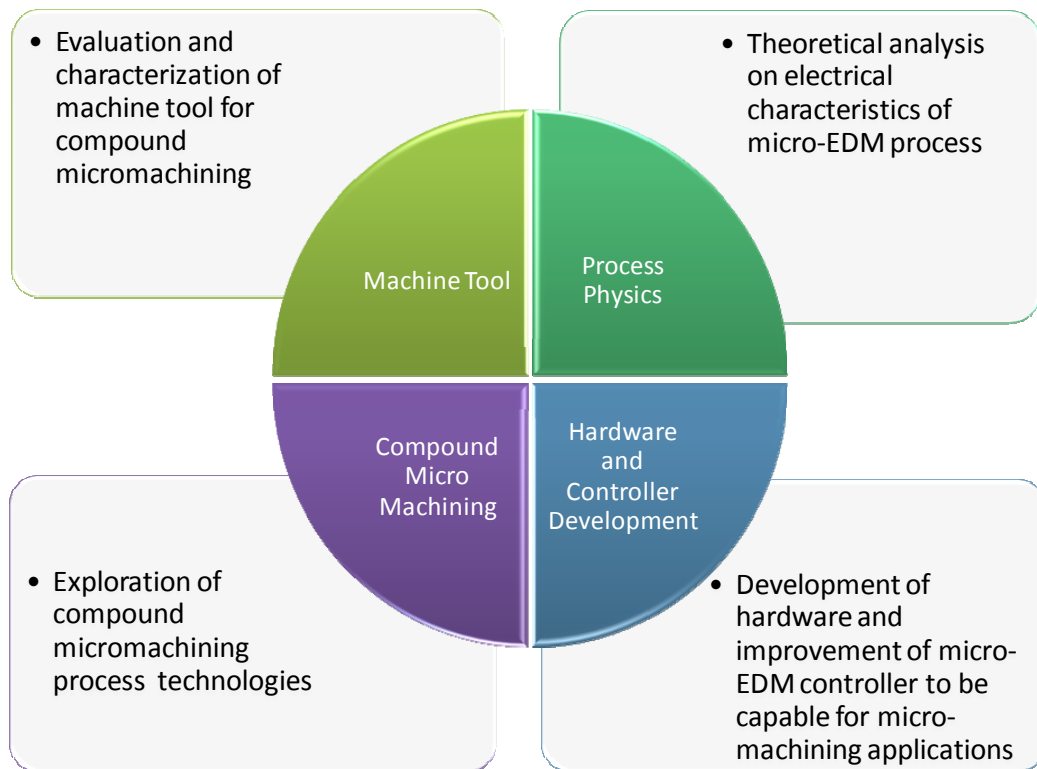 • Evaluation and
characterization of
machine tool for
compound
micromachining
• Theoretical analysis
on electrical
characteristics of
micro-EDM process
Machine Tool
Process
Physics
Compound
Micro
Machining
Hardware
and
Controller
Development
• Exploration of
compound
micromachining
process technologies
• Development of
hardware and
improvement of micro-
EDM controller to be
capable for micro-
machining applications